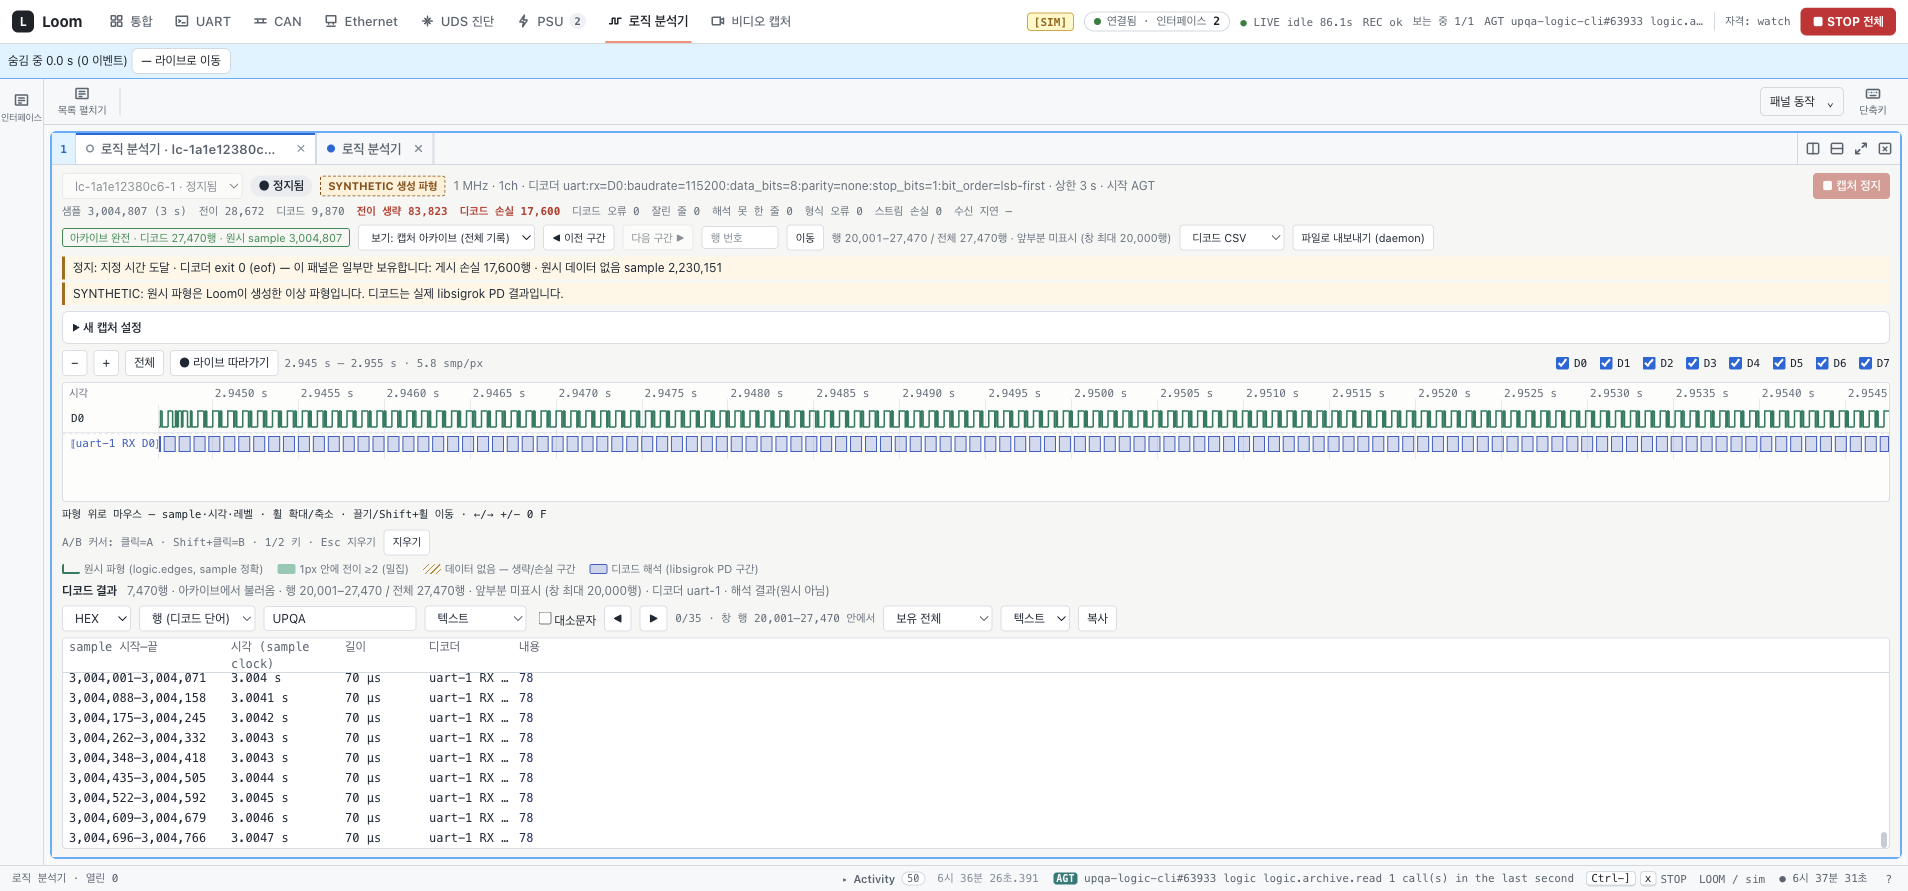 L Loom 통합 UART CAN Ethernet UDS 진단 PSU 2 로직 분석기 비디오 캡처 [SIM] 연결됨 · 인터페이스 2 LIVE idle 86.1s REC ok 보는 중 1/1 AGT upqa-logic-cli#63933 logic.a… 자격: watch STOP 전체
숨김 중 0.0 s (0 이벤트) — 라이브로 이동
인터페이스
목록 펼치기 패널 동작 단축키
1 로직 분석기 · lc-1a1e12380c... × 로직 분석기 ×
lc-1a1e12380c6-1 · 정지됨 정지됨 SYNTHETIC 생성 파형 1 MHz · 1ch · 디코더 uart:rx=D0:baudrate=115200:data_bits=8:parity=none:stop_bits=1:bit_order=lsb-first · 상한 3 s · 시작 AGT 캡처 정지
샘플 3,004,807 (3 s) 전이 28,672 디코드 9,870 전이 생략 83,823 디코드 손실 17,600 디코드 오류 0 잘린 줄 0 해석 못 한 줄 0 형식 오류 0 스트림 손실 0 수신 지연 —
아카이브 완전 · 디코드 27,470행 · 원시 sample 3,004,807 보기: 캡처 아카이브 (전체 기록) ◀ 이전 구간 다음 구간 ▶ 행 번호 이동 행 20,001–27,470 / 전체 27,470행 · 앞부분 미표시 (창 최대 20,000행) 디코드 CSV 파일로 내보내기 (daemon)
정지: 지정 시간 도달 · 디코더 exit 0 (eof) — 이 패널은 일부만 보유합니다: 게시 손실 17,600행 · 원시 데이터 없음 sample 2,230,151
SYNTHETIC: 원시 파형은 Loom이 생성한 이상 파형입니다. 디코드는 실제 libsigrok PD 결과입니다.
▶ 새 캡처 설정
− + 전체 ● 라이브 따라가기 2.945 s — 2.955 s · 5.8 smp/px D0 D1 D2 D3 D4 D5 D6 D7
시각 2.9450 s 2.9455 s 2.9460 s 2.9465 s 2.9470 s 2.9475 s 2.9480 s 2.9485 s 2.9490 s 2.9495 s 2.9500 s 2.9505 s 2.9510 s 2.9515 s 2.9520 s 2.9525 s 2.9530 s 2.9535 s 2.9540 s 2.9545
D0
[uart-1 RX D0]
파형 위로 마우스 — sample·시각·레벨 · 휠 확대/축소 · 끌기/Shift+휠 이동 · ←/→ +/− 0 F
A/B 커서: 클릭=A · Shift+클릭=B · 1/2 키 · Esc 지우기 지우기
원시 파형 (logic.edges, sample 정확) 1px 안에 전이 ≥2 (밀집) 데이터 없음 — 생략/손실 구간 디코드 해석 (libsigrok PD 구간)
디코드 결과 7,470행 · 아카이브에서 불러옴 · 행 20,001–27,470 / 전체 27,470행 · 앞부분 미표시 (창 최대 20,000행) · 디코더 uart-1 · 해석 결과(원시 아님)
HEX 행 (디코드 단어) UPQA 텍스트 대소문자 ◀ ▶ 0/35 · 창 행 20,001–27,470 안에서 보유 전체 텍스트 복사
sample 시작–끝 시각 (sample clock) 길이 디코더 내용
3,004,001–3,004,071 3.004 s 70 µs uart-1 RX … 78
3,004,088–3,004,158 3.0041 s 70 µs uart-1 RX … 78
3,004,175–3,004,245 3.0042 s 70 µs uart-1 RX … 78
3,004,262–3,004,332 3.0043 s 70 µs uart-1 RX … 78
3,004,348–3,004,418 3.0043 s 70 µs uart-1 RX … 78
3,004,435–3,004,505 3.0044 s 70 µs uart-1 RX … 78
3,004,522–3,004,592 3.0045 s 70 µs uart-1 RX … 78
3,004,609–3,004,679 3.0046 s 70 µs uart-1 RX … 78
3,004,696–3,004,766 3.0047 s 70 µs uart-1 RX … 78
로직 분석기 · 열린 0 ▸ Activity 50 6시 36분 26초.391 AGT upqa-logic-cli#63933 logic logic.archive.read 1 call(s) in the last second Ctrl−] x STOP LOOM / sim ● 6시 37분 31초 ?